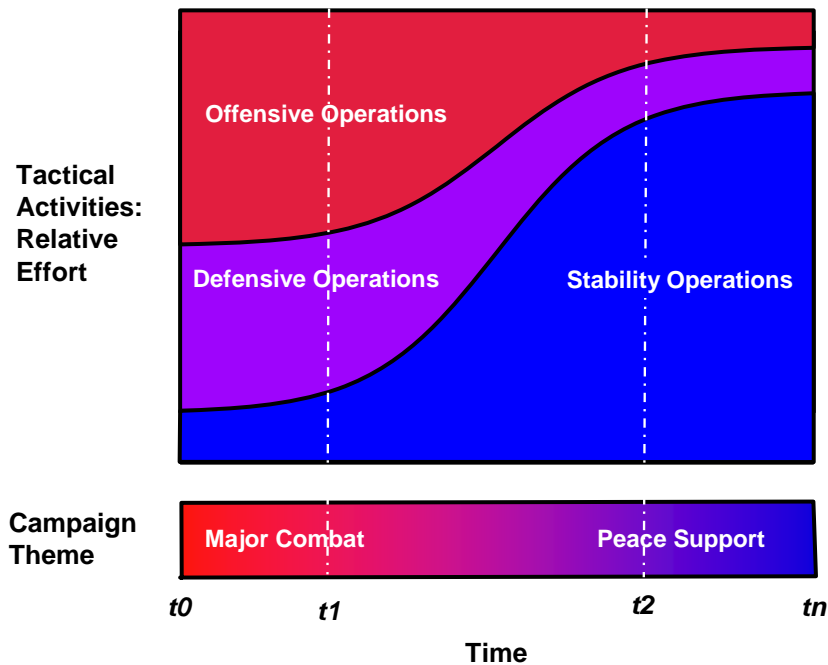 Offensive Operations
Tactical
Activities:
Relative
Effort
Defensive Operations
Stability Operations
Campaign
Theme
Major Combat
Peace Support
t0
t1
t2
tn
Time